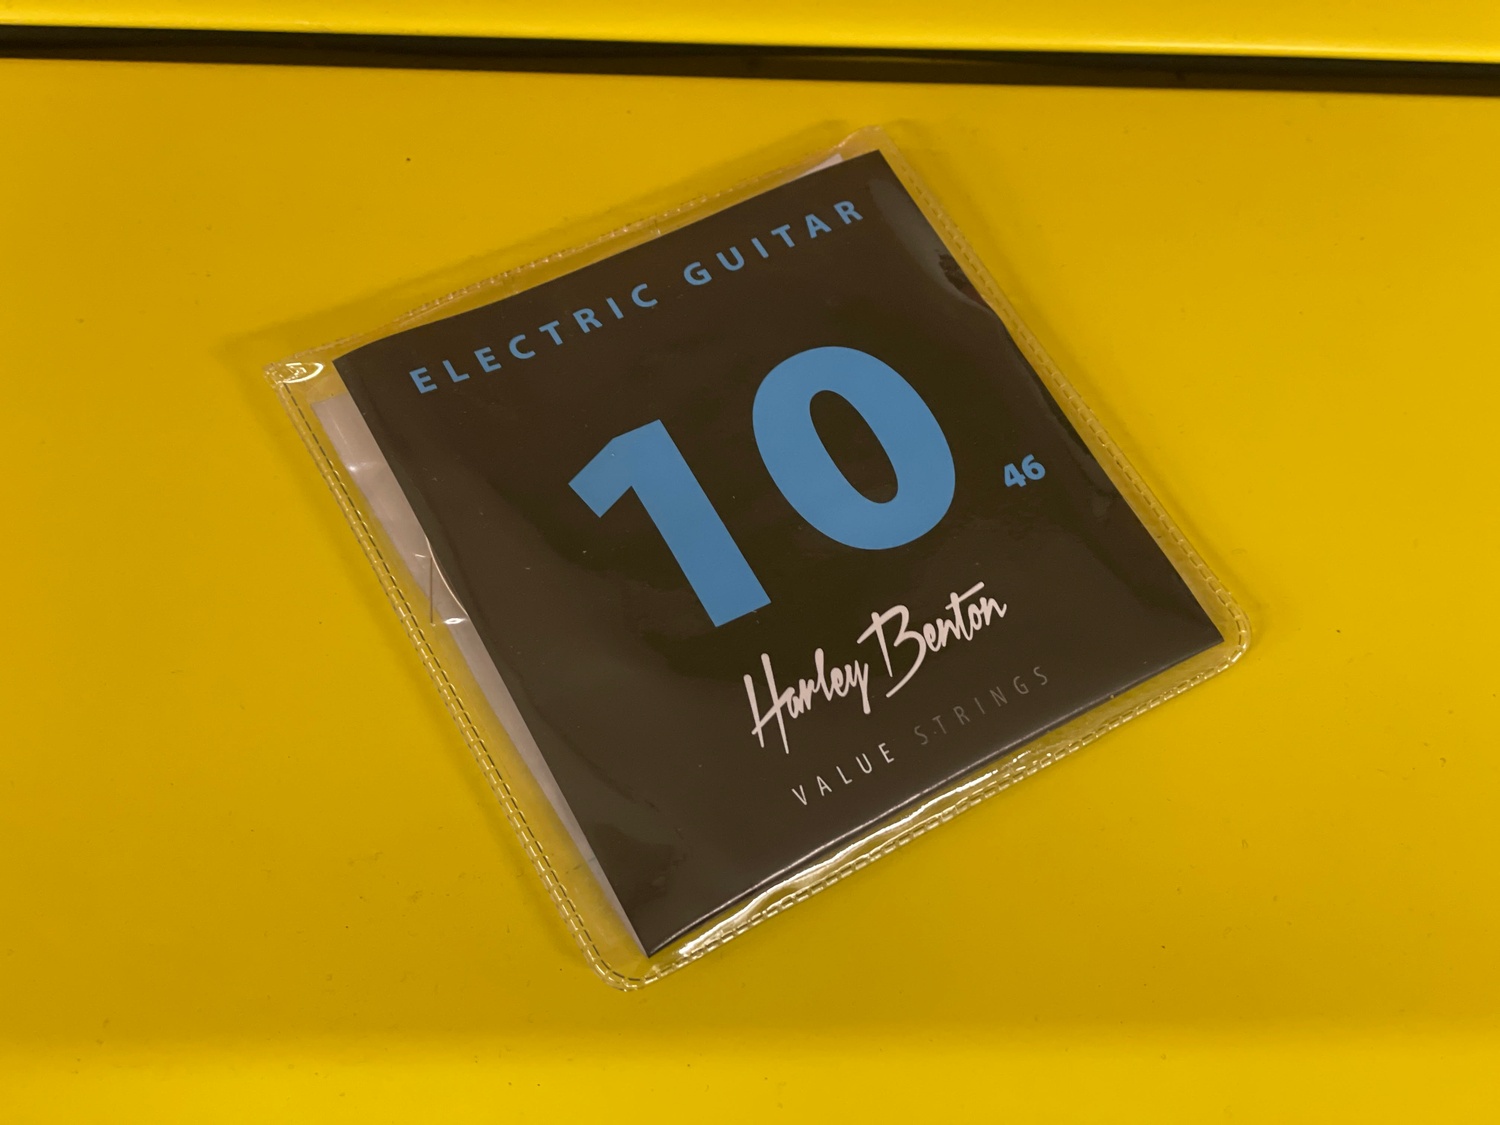 ELECTRIC GUITAR
10 46
Harley Benton
VALUE STRINGS